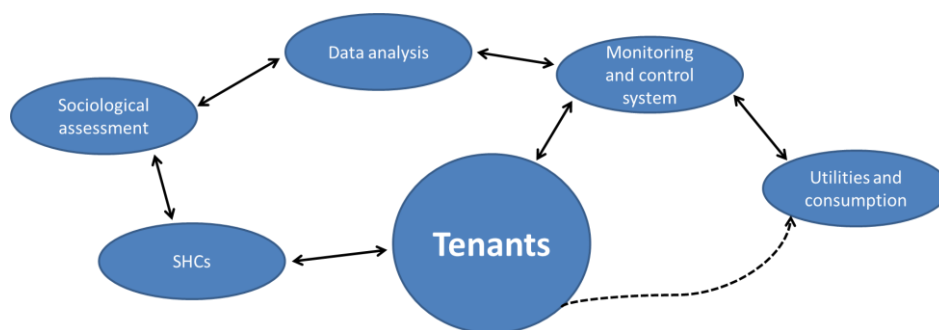 Data analysis
Monitoring
and control
system
Sociological
assessment
Utilities and
consumption
Tenants
SHCs